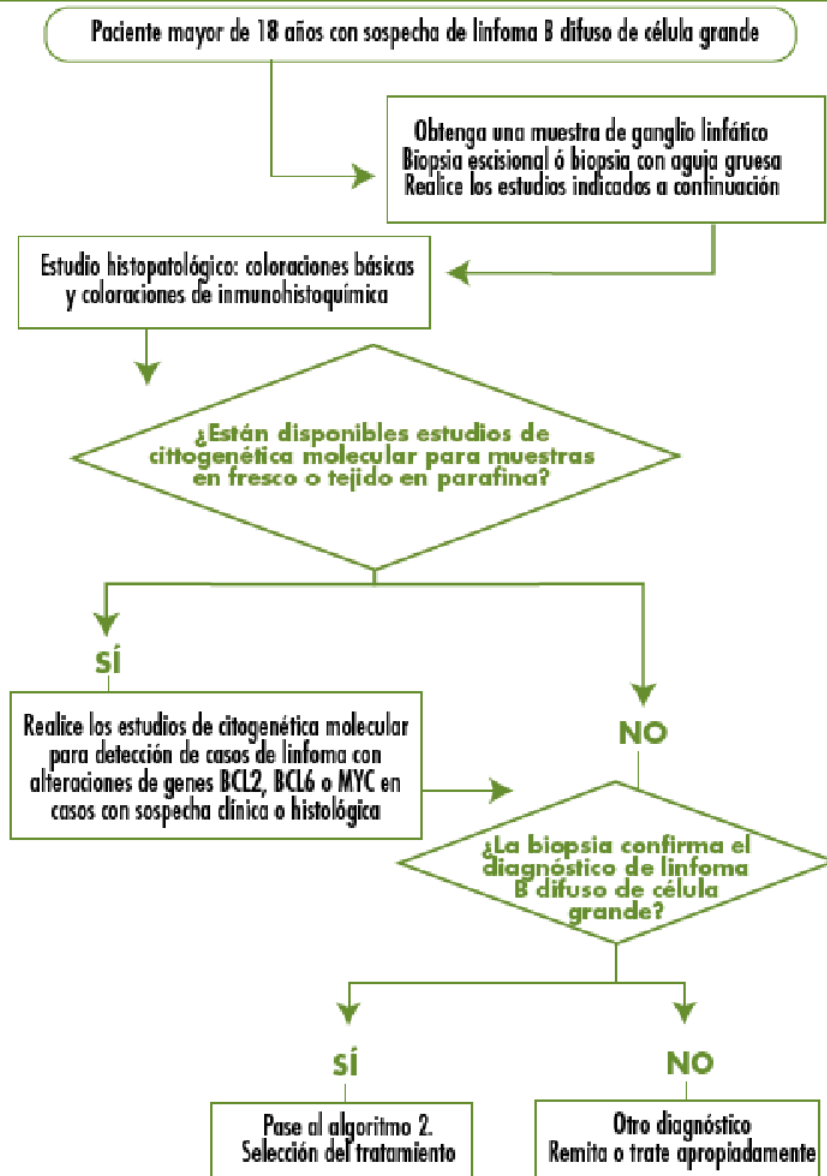 Paciente mayor de 18 años con sospecha de linfoma B difuso de célula grande
Obtenga una muestra de ganglio linfático
Biopsia escisional ó biopsia con aguja gruesa
Realice los estudios indicados a continuación
Estudio histopatológico: coloraciones básicas
y coloraciones de inmunohistoquímica
¿Están disponibles estudios de
cittogenética molecular para muestras
en fresco o tejido en parafina?
SÍ
NO
Realice los estudios de citogenética molecular
para detección de casos de linfoma con
alteraciones de genes BCL2, BCL6 o MYC en
casos con sospecha clínica o histológica
¿La biopsia confirma el
diagnóstico de linfoma
B difuso de célula
grande?
SÍ
NO
Pase al algoritmo 2.
Selección del tratamiento
Otro diagnóstico
Remita o trate apropiadamente